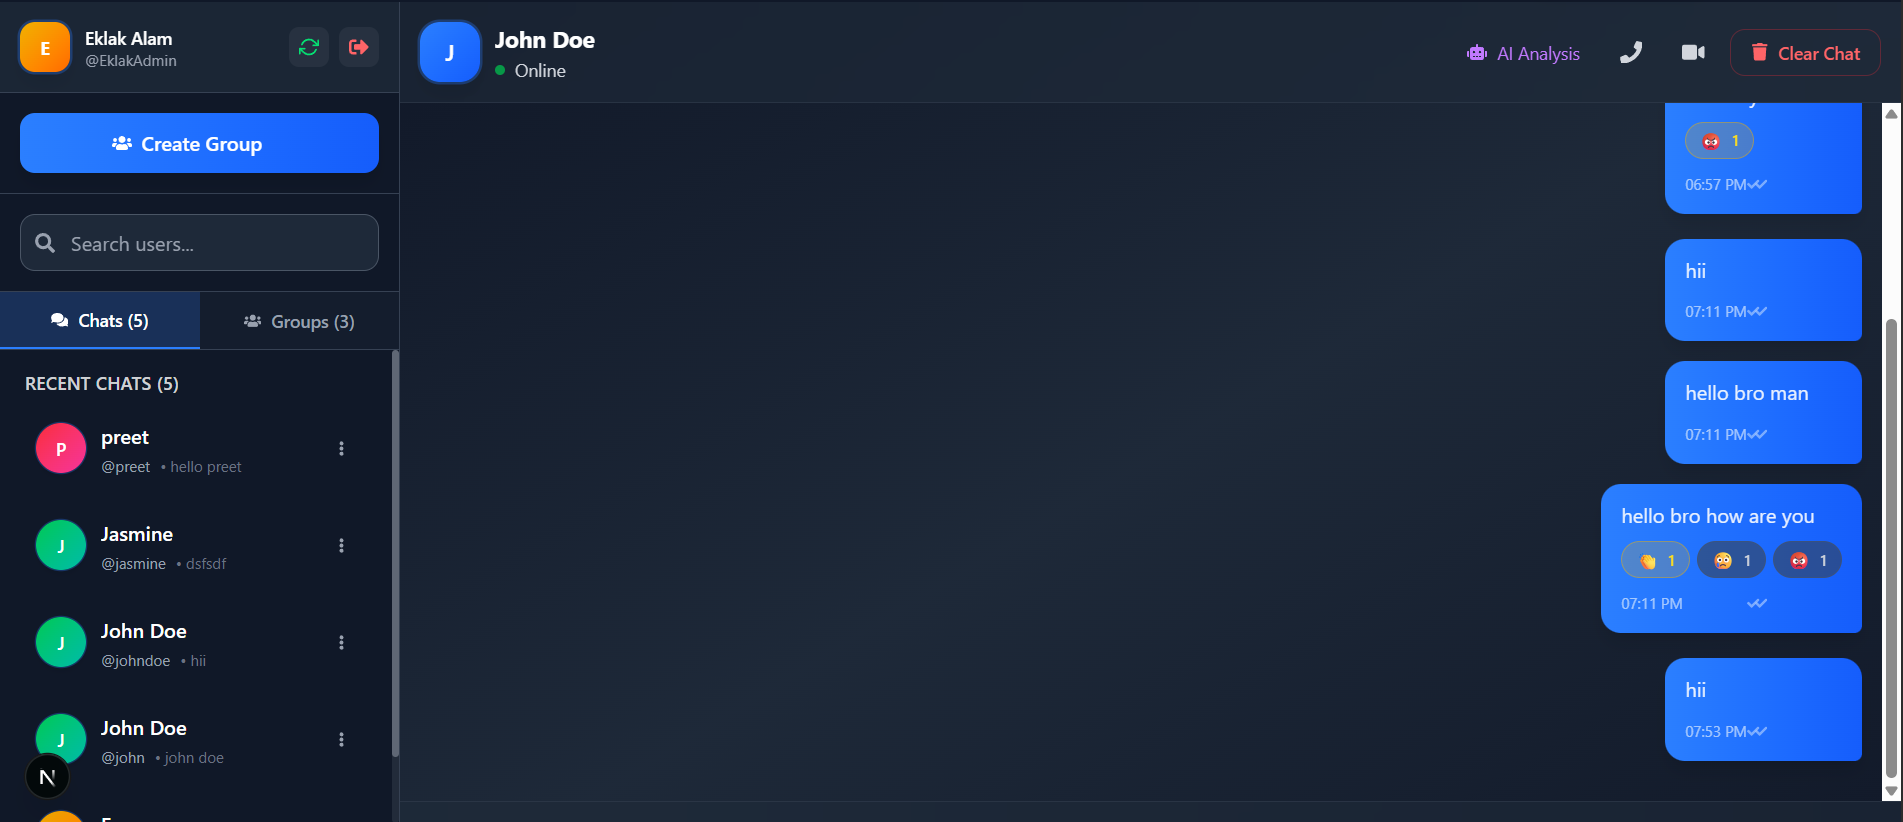 E
Eklak Alam
@EklakAdmin
Create Group
Search users...
Chats (5)
Groups (3)
RECENT CHATS (5)
P
preet
@preet • hello preet
J
Jasmine
@jasmine • dsfsdf
J
John Doe
@johndoe • hii
J
John Doe
@john • john doe
N
J
John Doe
Online
AI Analysis
Clear Chat
1
06:57 PM
hii
07:11 PM
hello bro man
07:11 PM
hello bro how are you
1 1 1
07:11 PM
hii
07:53 PM